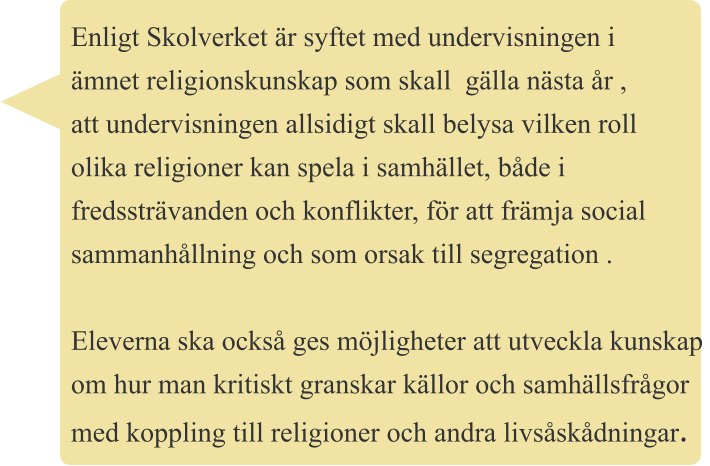 Enligt Skolverket är syftet med undervisningen i
ämnet religionskunskap som skall  gälla nästa år ,
att undervisningen allsidigt skall belysa vilken roll
olika religioner kan spela i samhället, både i
fredssträvanden och konflikter, för att främja social
sammanhållning och som orsak till segregation .

Eleverna ska också ges möjligheter att utveckla kunskap
om hur man kritiskt granskar källor och samhällsfrågor
med koppling till religioner och andra livsåskådningar.